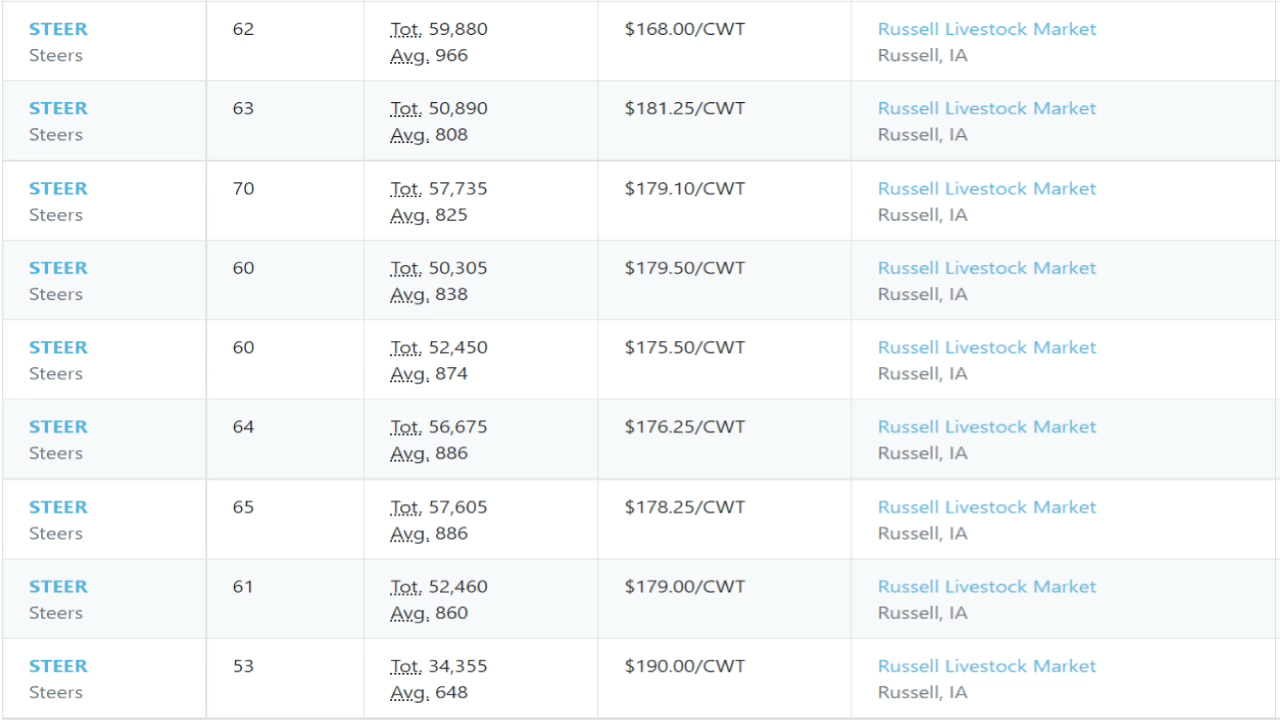 STEER 62 Tot. 59,880 $168.00/CWT Russell Livestock Market
Steers Avg. 966 Russell, IA
STEER 63 Tot. 50,890 $181.25/CWT Russell Livestock Market
Steers Avg. 808 Russell, IA
STEER 70 Tot. 57,735 $179.10/CWT Russell Livestock Market
Steers Avg. 825 Russell, IA
STEER 60 Tot. 50,305 $179.50/CWT Russell Livestock Market
Steers Avg. 838 Russell, IA
STEER 60 Tot. 52,450 $175.50/CWT Russell Livestock Market
Steers Avg. 874 Russell, IA
STEER 64 Tot. 56,675 $176.25/CWT Russell Livestock Market
Steers Avg. 886 Russell, IA
STEER 65 Tot. 57,605 $178.25/CWT Russell Livestock Market
Steers Avg. 886 Russell, IA
STEER 61 Tot. 52,460 $179.00/CWT Russell Livestock Market
Steers Avg. 860 Russell, IA
STEER 53 Tot. 34,355 $190.00/CWT Russell Livestock Market
Steers Avg. 648 Russell, IA